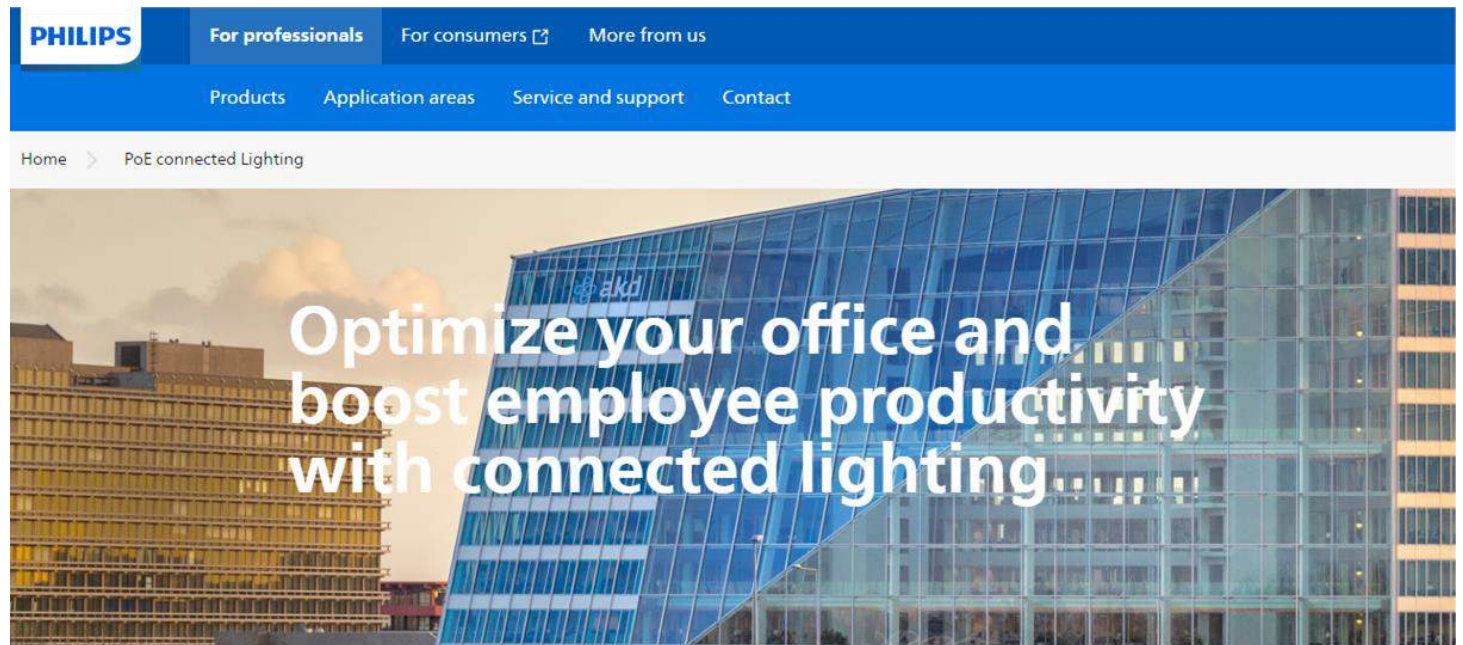 PHILIPS
For professionals For consumers More from us
Products Application areas Service and support Contact
Home > PoE connected Lighting
akd
Optimize your office and
boost employee productivity
with connected lighting